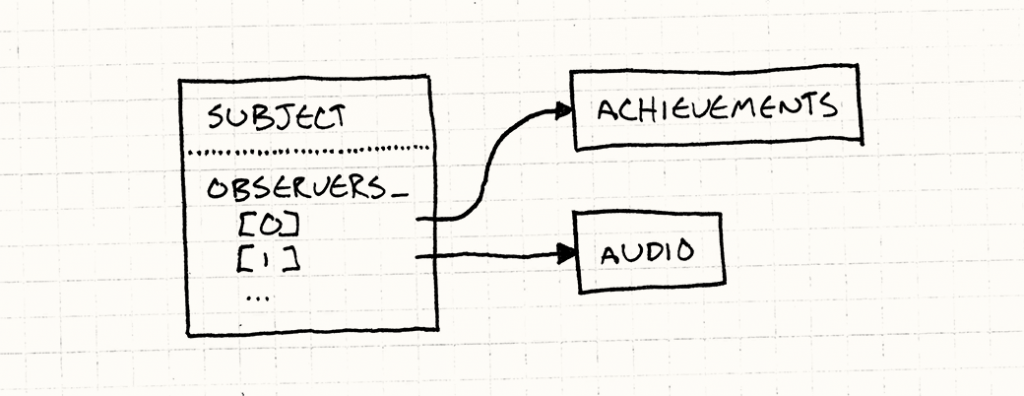 SUBJECT
OBSERVERS_
[0]
[1]
...
ACHIEVEMENTS
AUDIO